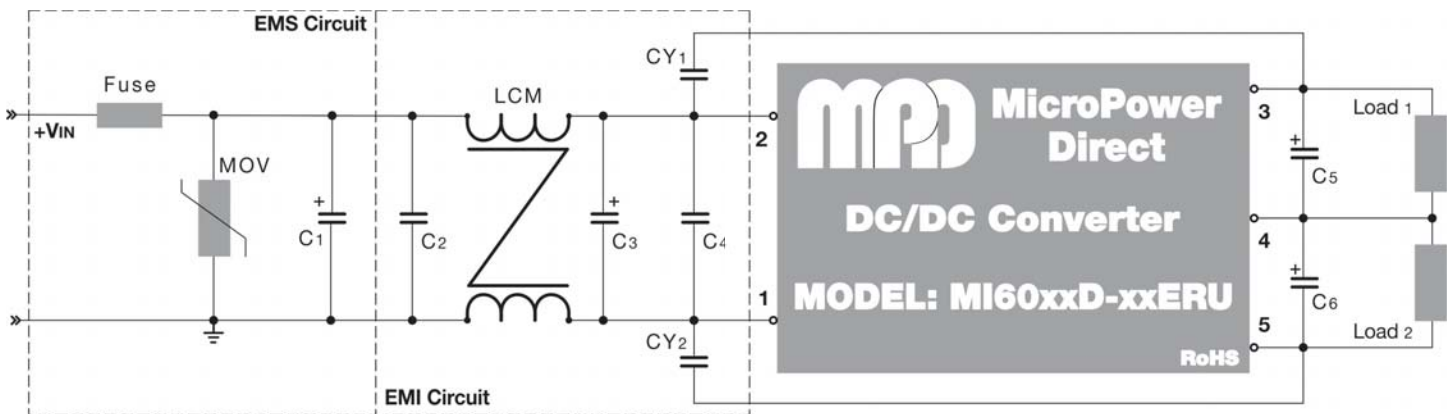 EMS Circuit
Fuse
+VIN
MOV
C1
C2
LCM
C3
C4
CY1
CY2
EMI Circuit
2
1
MPD
MicroPower
Direct
DC/DC Converter
MODEL: MI60xxD-xxERU
RoHS
3
4
5
+
+
+
+
C5
C6
Load 1
Load 2